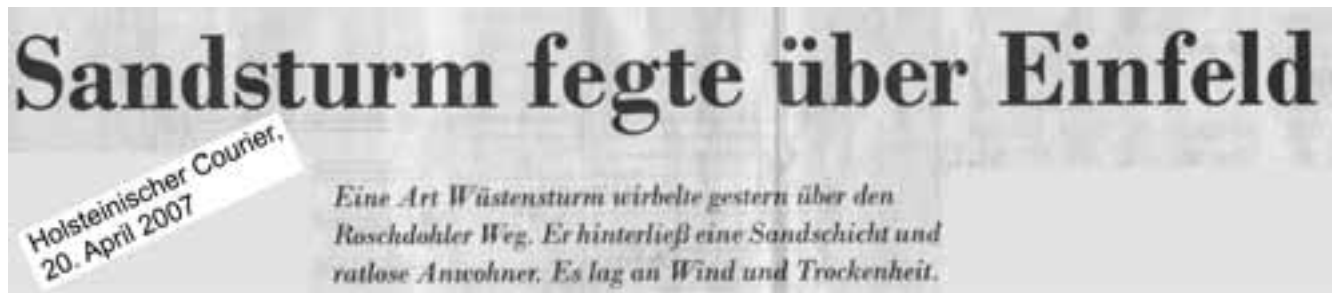 Sandsturm fegte über Einfeld
Holsteinischer Courier,
20. April 2007
Eine Art Wüstensturm wirbelte gestern über den
Roschdohler Weg. Er hinterließ eine Sandschicht und
ratlose Anwohner. Es lag an Wind und Trockenheit.